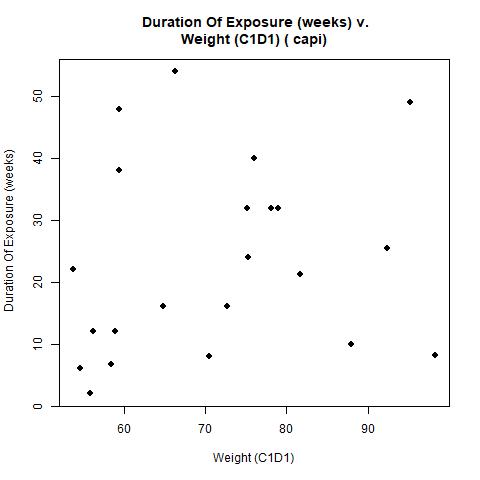 Duration Of Exposure (weeks) v.
Weight (C1D1) ( capi)
Duration Of Exposure (weeks)
50
40
30
20
10
0
60 70 80 90
Weight (C1D1)